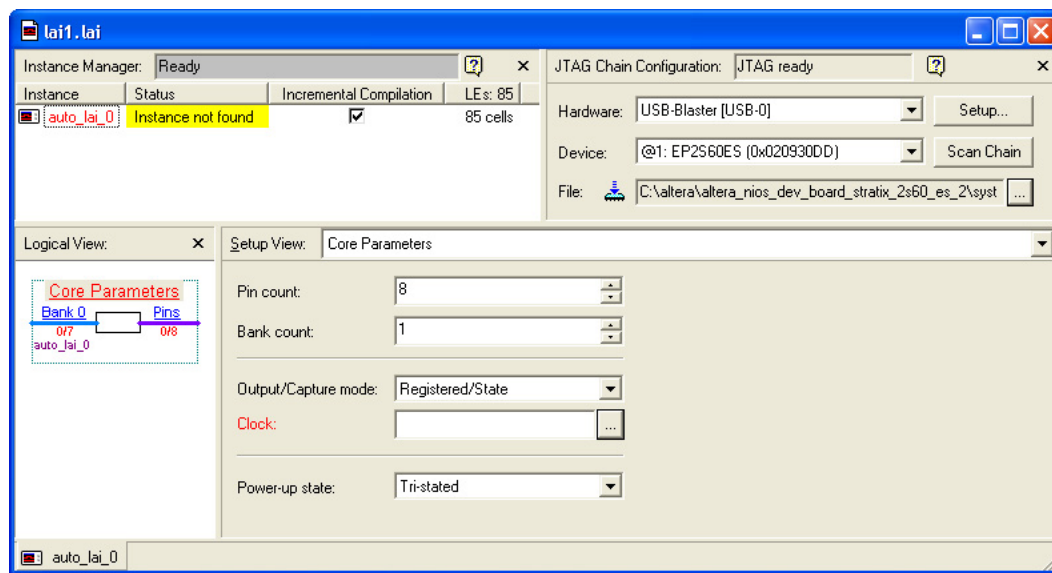 lai1.lai
Instance Manager: Ready
Instance Status Incremental Compilation LEs: 85
auto_lai_0 Instance not found 85 cells
JTAG Chain Configuration: JTAG ready
Hardware: USB-Blaster [USB-0] Setup...
Device: @1: EP2S60ES (0x020930DD) Scan Chain
File: C:\altera\altera_nios_dev_board_stratix_2s60_es_2\syst ...
Logical View:
Core Parameters
Bank 0 Pins
0/7 0/8
auto_lai_0
Setup View: Core Parameters
Pin count: 8
Bank count: 1
Output/Capture mode: Registered/State
Clock: ...
Power-up state: Tri-stated
auto_lai_0